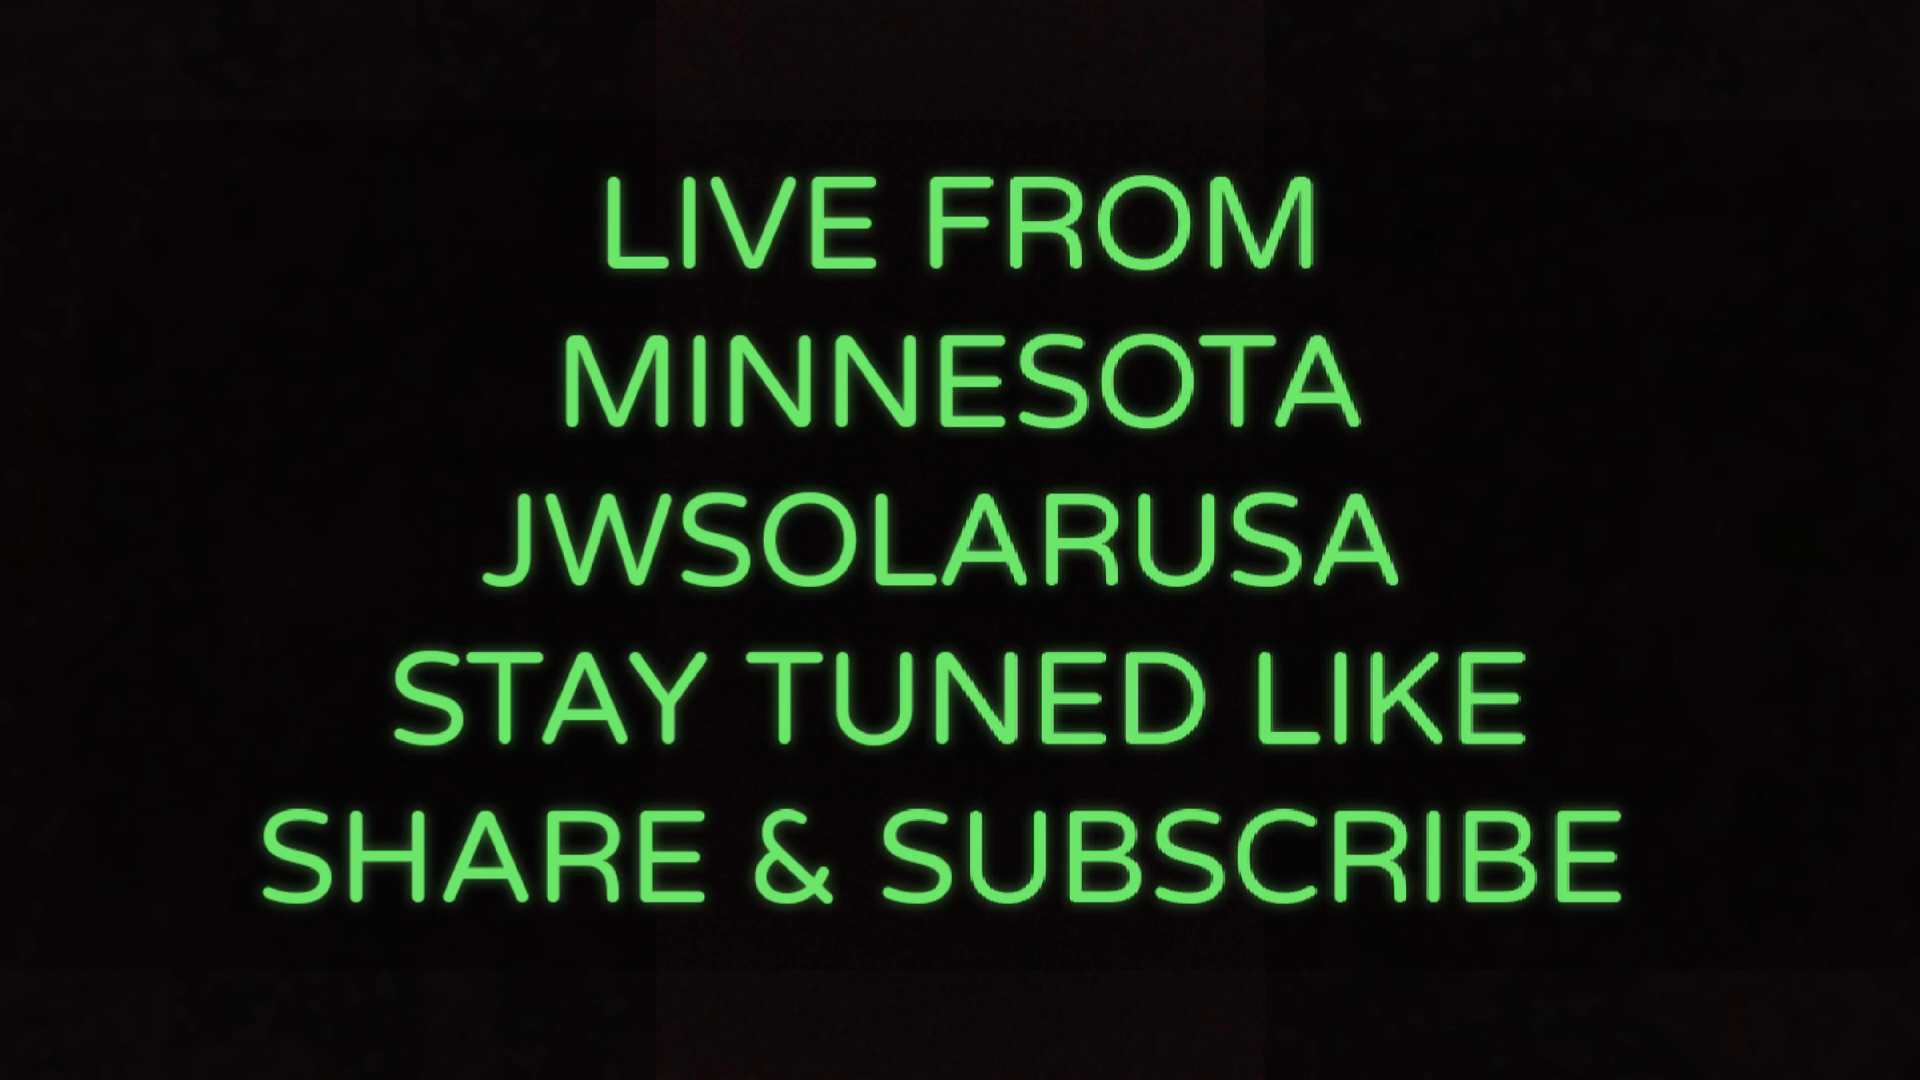 LIVE FROM
MINNESOTA
JWSOLARUSA
STAY TUNED LIKE
SHARE & SUBSCRIBE